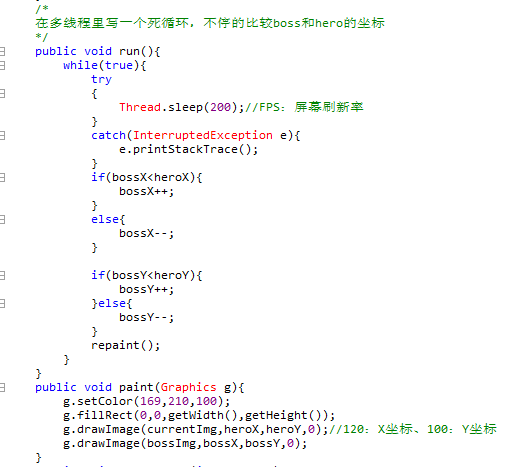 /*
在多线程里写一个死循环，不停的比较boss和hero的坐标
*/
public void run(){
while(true){
try
{
Thread.sleep(200);//FPS: 屏幕刷新率
}
catch(InterruptedException e){
e.printStackTrace();
}
if(bossX<heroX){
bossX++;
}
else{
bossX--;
}
if(bossY<heroY){
bossY++;
}else{
bossY--;
}
repaint();
}
}
public void paint(Graphics g){
g.setColor(169,210,100);
g.fillRect(0,0,getWidth(),getHeight());
g.drawImage(currentImg,heroX,heroY,0);//120: X坐标、100: Y坐标
g.drawImage(bossImg,bossX,bossY,0);
}